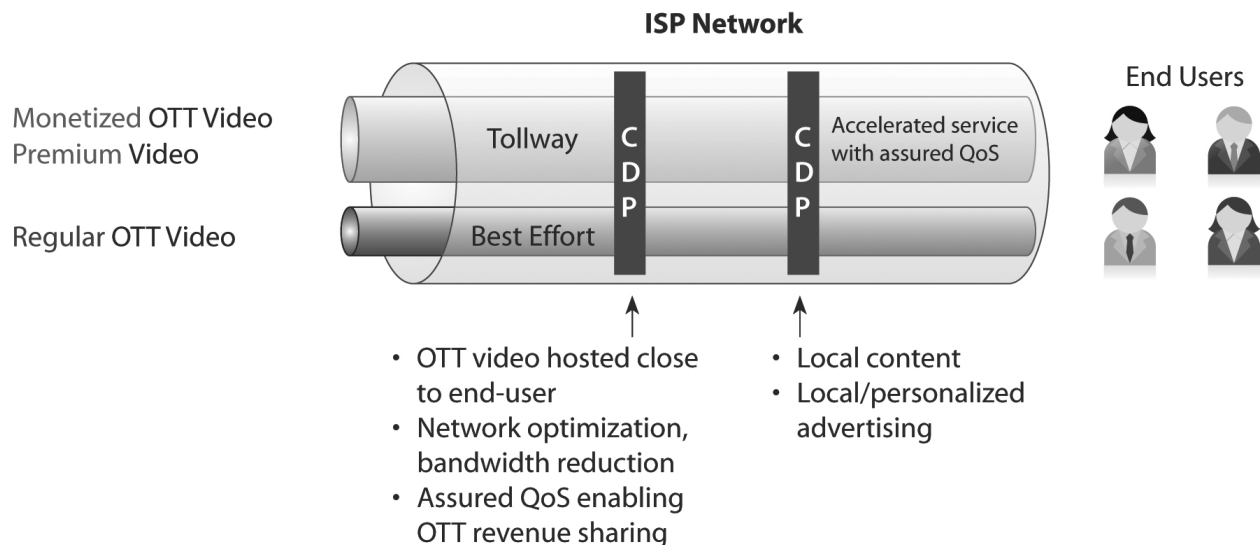 ISP Network
End Users
Monetized OTT Video
Premium Video
Tollway
CDP
CDP
Accelerated service
with assured QoS
Regular OTT Video
Best Effort
• OTT video hosted close
to end-user
• Network optimization,
bandwidth reduction
• Assured QoS enabling
OTT revenue sharing
• Local content
• Local/personalized
advertising